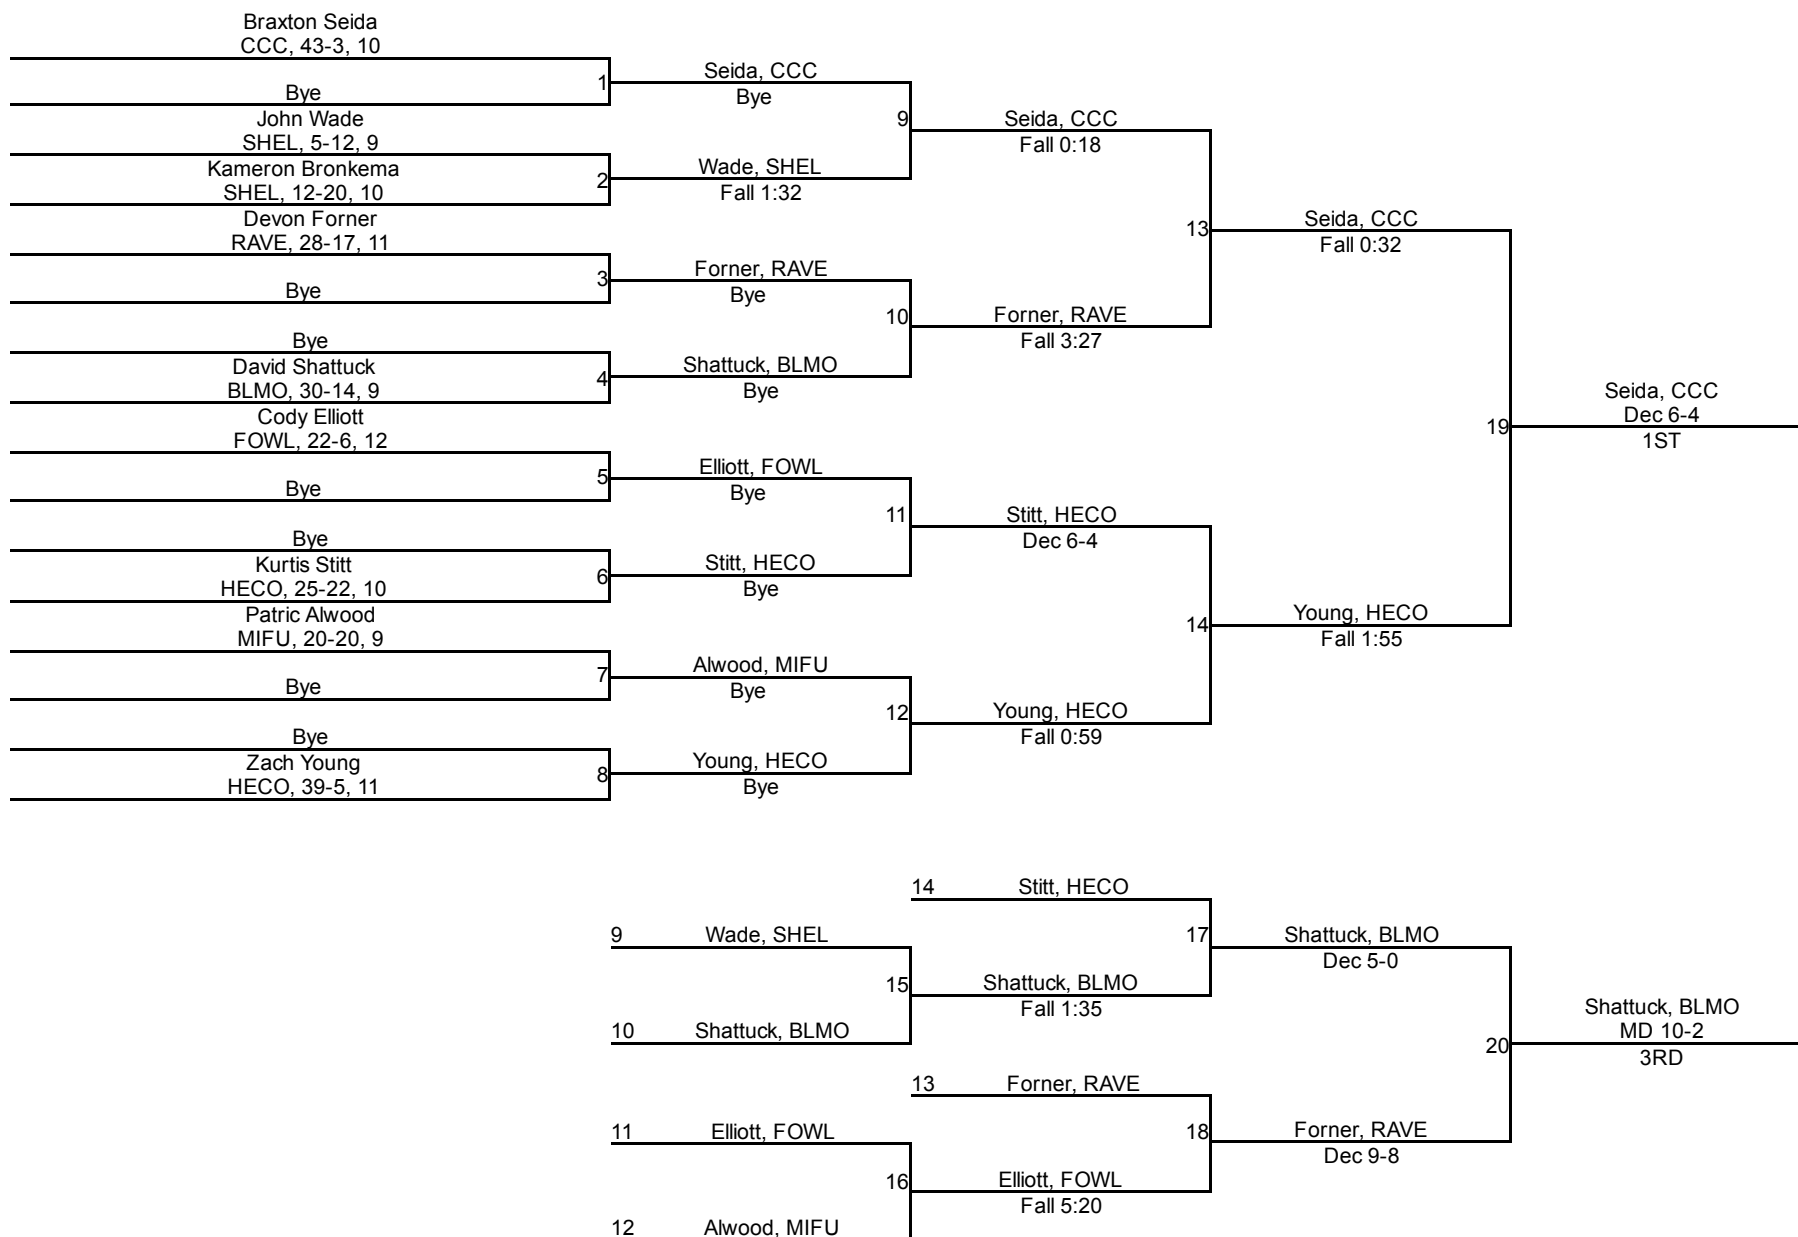 Braxton Seida
CCC, 43-3, 10
Bye
John Wade
SHEL, 5-12, 9
Kameron Bronkema
SHEL, 12-20, 10
Devon Forner
RAVE, 28-17, 11
Bye
Bye
David Shattuck
BLMO, 30-14, 9
Cody Elliott
FOWL, 22-6, 12
Bye
Bye
Kurtis Stitt
HECO, 25-22, 10
Patric Alwood
MIFU, 20-20, 9
Bye
Bye
Zach Young
HECO, 39-5, 11
1
Seida, CCC
Bye
2
Wade, SHEL
Fall 1:32
3
Forner, RAVE
Bye
4
Shattuck, BLMO
Bye
5
Elliott, FOWL
Bye
6
Stitt, HECO
Bye
7
Alwood, MIFU
Bye
8
Young, HECO
Bye
9
Seida, CCC
Fall 0:18
10
Forner, RAVE
Fall 3:27
11
Stitt, HECO
Dec 6-4
12
Young, HECO
Fall 0:59
13
Seida, CCC
Fall 0:32
14
Young, HECO
Fall 1:55
19
Seida, CCC
Dec 6-4
1ST
14 Stitt, HECO
9 Wade, SHEL
15
Shattuck, BLMO
Fall 1:35
10 Shattuck, BLMO
17
Shattuck, BLMO
Dec 5-0
13 Forner, RAVE
11 Elliott, FOWL
16
Elliott, FOWL
Fall 5:20
12 Alwood, MIFU
18
Forner, RAVE
Dec 9-8
20
Shattuck, BLMO
MD 10-2
3RD